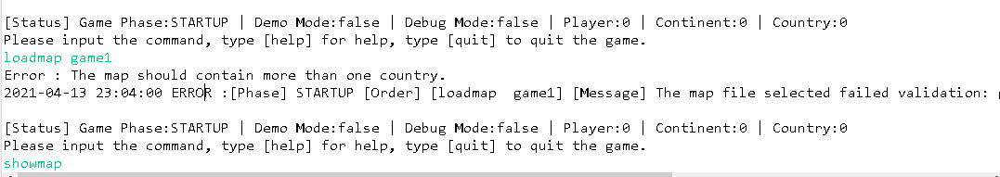 [Status] Game Phase:STARTUP | Demo Mode:false | Debug Mode:false | Player:0 | Continent:0 | Country:0
Please input the command, type [help] for help, type [quit] to quit the game.
loadmap game1
Error : The map should contain more than one country.
2021-04-13 23:04:00 ERROR :[Phase] STARTUP [Order] [loadmap  game1] [Message] The map file selected failed validation:
[Status] Game Phase:STARTUP | Demo Mode:false | Debug Mode:false | Player:0 | Continent:0 | Country:0
Please input the command, type [help] for help, type [quit] to quit the game.
showmap